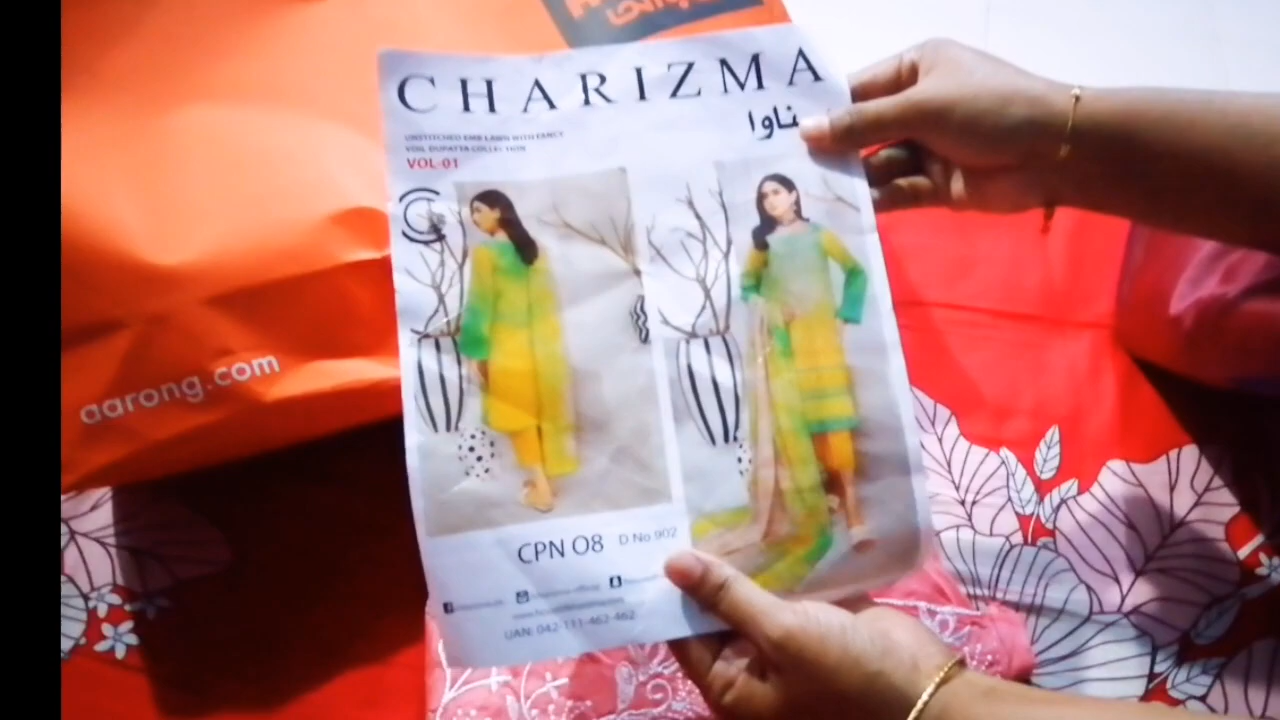 CHARIZMA
ناوا
UNSTITCHED EMB LAWN WITH FANCY
VOIL DUPATTA COLLECTION
VOL-01
CPN 08 D No.902
UAN: 042-111-462-462
aarong.com